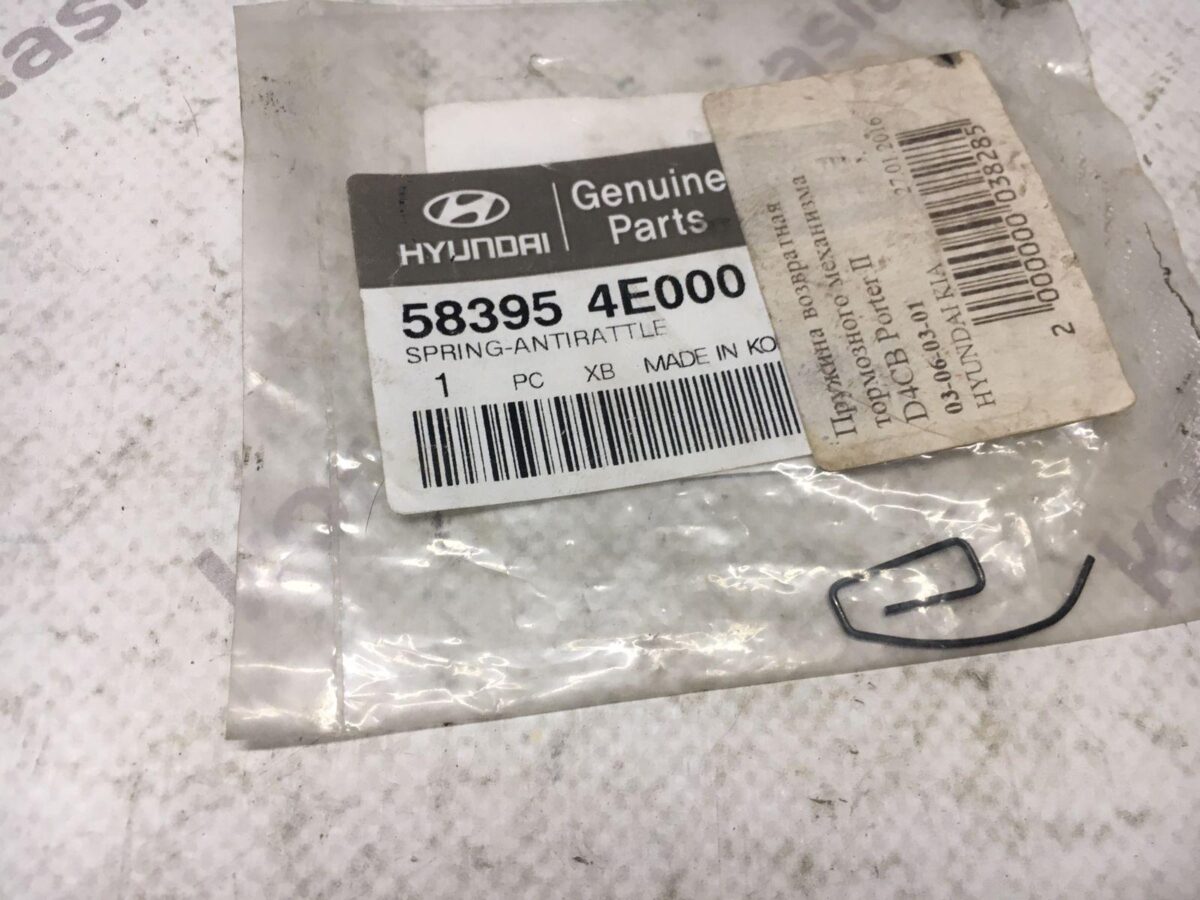 HYUNDAI
Genuine
Parts
58395 4E000
SPRING-ANTIRATTLE
1 PC XB MADE IN KO
Пружина возвратная
тормозного механизма
D4CB Porter II
03-06-03-01
HYUNDAI KIA
27 01 2016
2 000000 038285